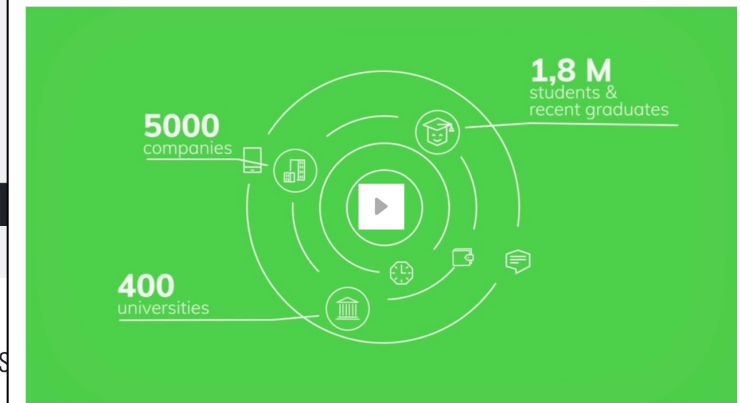 1,8 M
students &
recent graduates
5000
companies
400
universities
S